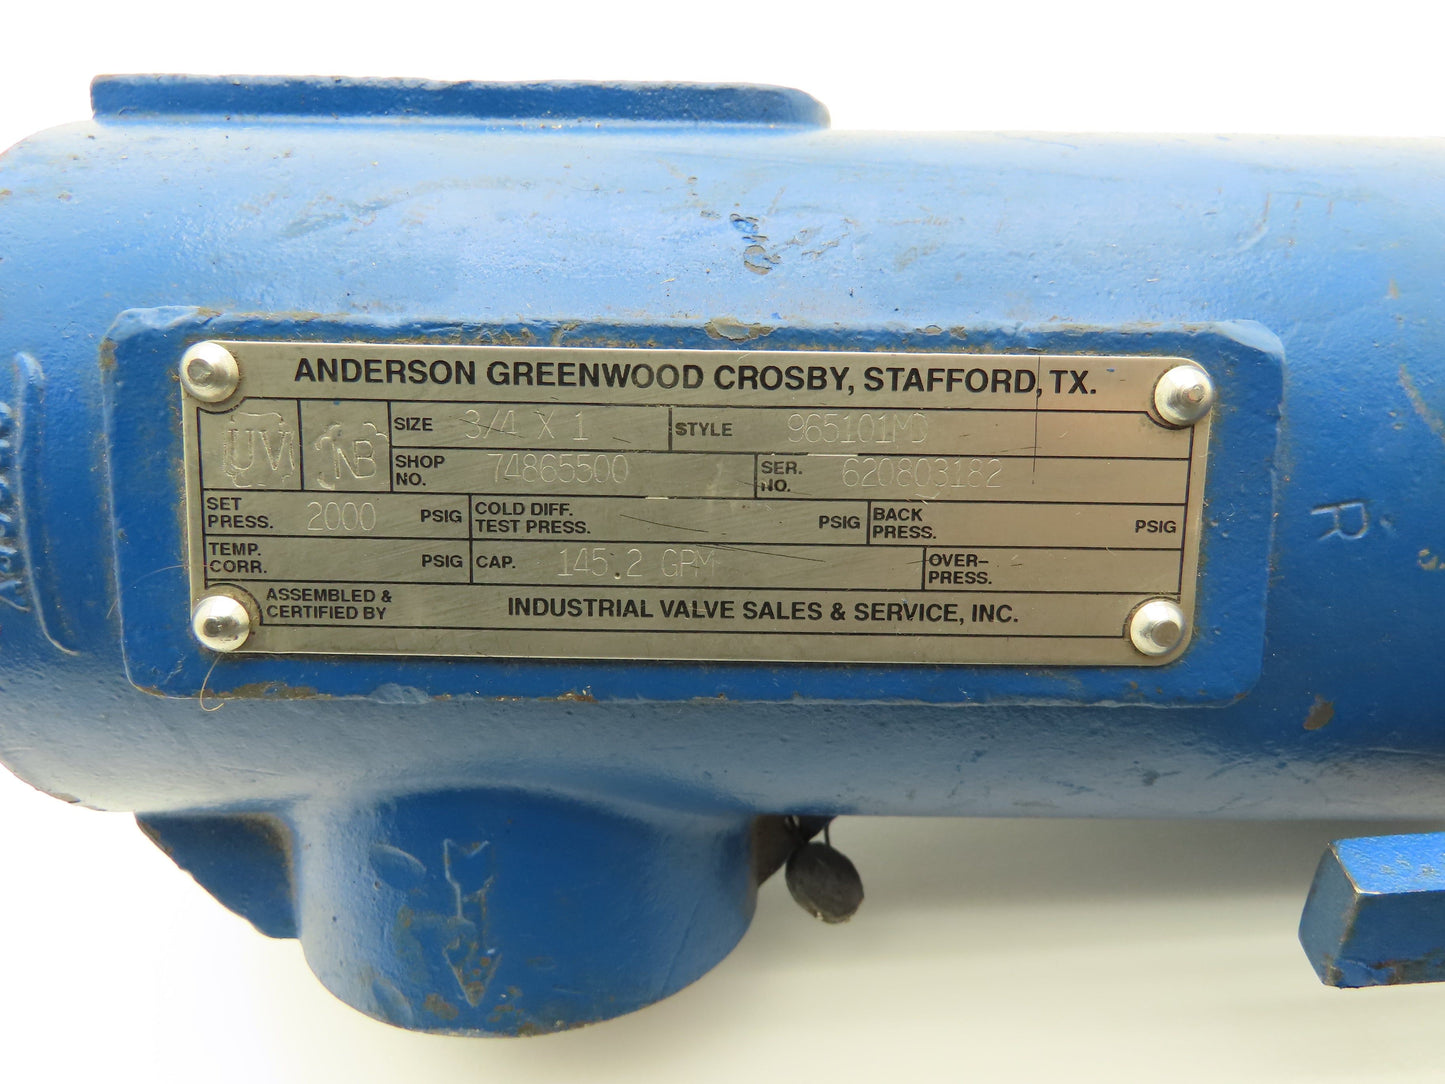 ANDERSON GREENWOOD CROSBY, STAFFORD, TX.
UV NB SIZE 3/4 X 1 STYLE 965101MD
SHOP NO. 74865500 SER. NO. 620803182
SET PRESS. 2000 PSIG COLD DIFF. TEST PRESS. PSIG BACK PRESS. PSIG
TEMP. CORR. PSIG CAP. 145.2 GPM OVER-PRESS.
ASSEMBLED & CERTIFIED BY INDUSTRIAL VALVE SALES & SERVICE, INC.
R